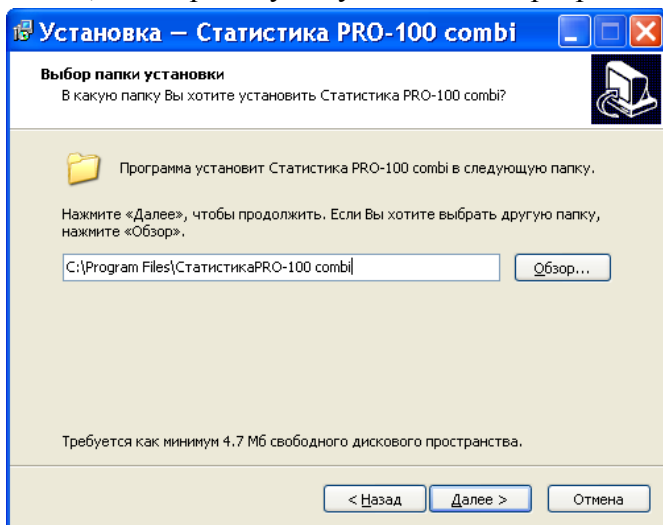 Установка — Статистика PRO-100 combi
Выбор папки установки
В какую папку Вы хотите установить Статистика PRO-100 combi?
Программа установит Статистика PRO-100 combi в следующую папку.
Нажмите «Далее», чтобы продолжить. Если Вы хотите выбрать другую папку,
нажмите «Обзор».
C:\Program Files\СтатистикаPRO-100 combi
Обзор...
Требуется как минимум 4.7 Мб свободного дискового пространства.
< Назад
Далее >
Отмена